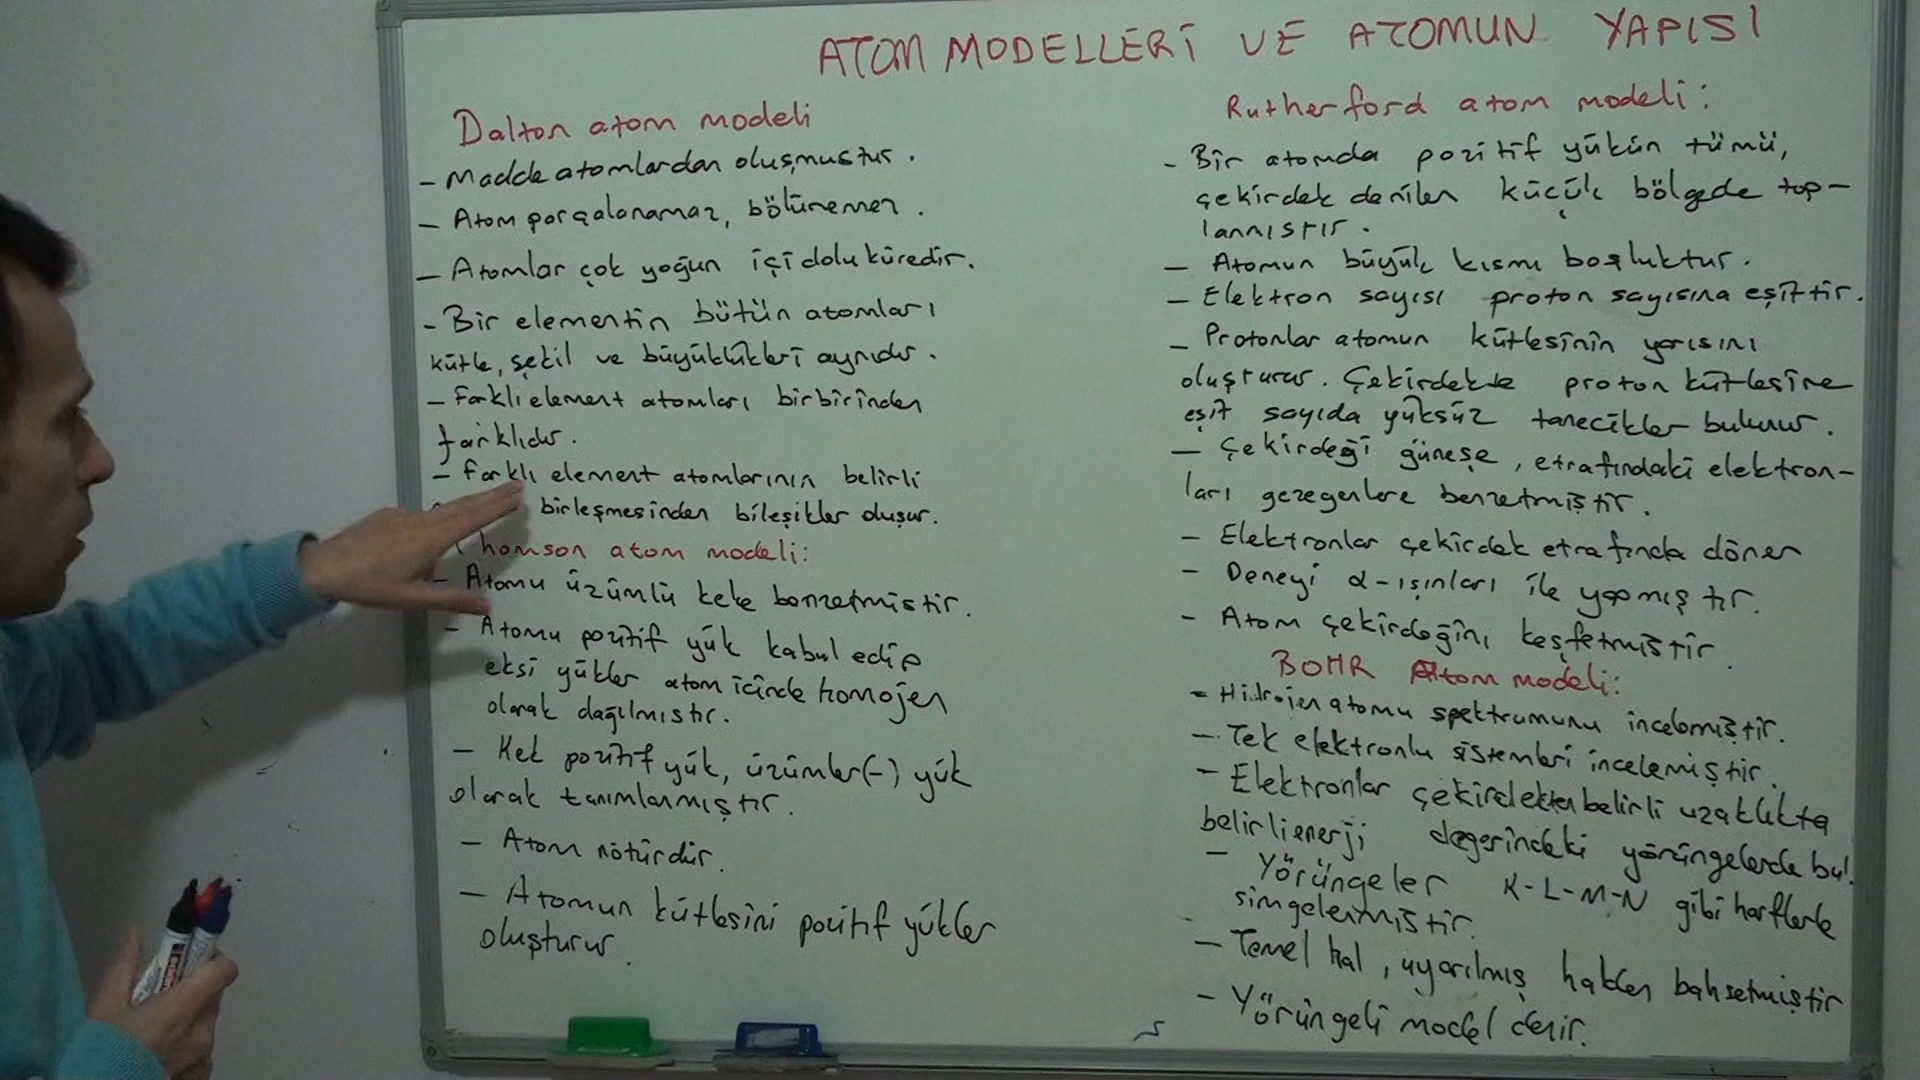 ATOM MODELLERİ VE ATOMUN YAPISI
Dalton atom modeli
- Madde atomlardan oluşmuştur.
- Atom parçalanamaz, bölünemez.
- Atomlar çok yoğun içi dolu küredir.
- Bir elementin bütün atomları
kütle, şekil ve büyüklükleri aynıdır.
- Farklı element atomları birbirinden
farklıdır.
- Farklı element atomlarının belirli
birleşmesinden bileşikler oluşur.
homson atom modeli:
- Atomu üzümlü keke benzetmiştir.
- Atomu pozitif yük kabul edip
eksi yükler atom içinde homojen
olarak dağılmıştır.
- Kek pozitif yük, üzümler(-) yük
olarak tanımlanmıştır.
- Atom nötürdür.
- Atomun kütlesini pozitif yükler
oluşturur.
Rutherford atom modeli:
- Bir atomda pozitif yükün tümü,
çekirdek denilen küçük bölgede top-
lanmıştır.
- Atomun büyük kısmı boşluktur.
- Elektron sayısı proton sayısına eşittir.
- Protonlar atomun kütlesinin yarısını
oluşturur. Çekirdekte proton kütlesine
eşit sayıda yüksüz tanecikler bulunur.
- Çekirdeği güneşe, etrafındaki elektron-
ları gezegenlere benzetmiştir.
- Elektronlar çekirdek etrafında döner
- Deneyi α-ışınları ile yapmıştır.
- Atom çekirdeğini keşfetmiştir.
BOHR Atom modeli:
- Hidrojen atomu spektrumunu incelemiştir.
- Tek elektronlu sistemleri incelemiştir.
- Elektronlar çekirdekten belirli uzaklıkta
belirli enerji değerindeki yörüngelerde bul.
- Yörüngeler K-L-M-N gibi harflerle
simgelenmiştir.
- Temel hal, uyarılmış halden bahsetmiştir
- Yörüngeli model denir.